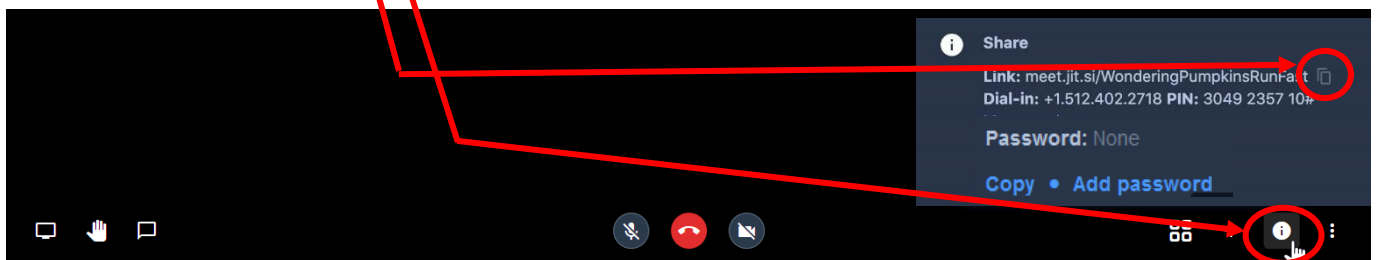 Share
Link: meet.jit.si/WonderingPumpkinsRunFast
Dial-in: +1.512.402.2718 PIN: 3049 2357 10#
Password: None
Copy • Add password